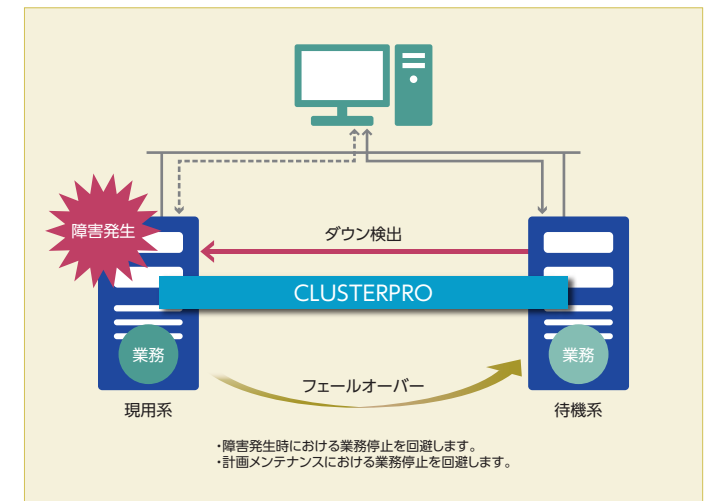 障害発生
ダウン検出
CLUSTERPRO
業務
業務
フェールオーバー
現用系
待機系
・障害発生時における業務停止を回避します。
・計画メンテナンスにおける業務停止を回避します。